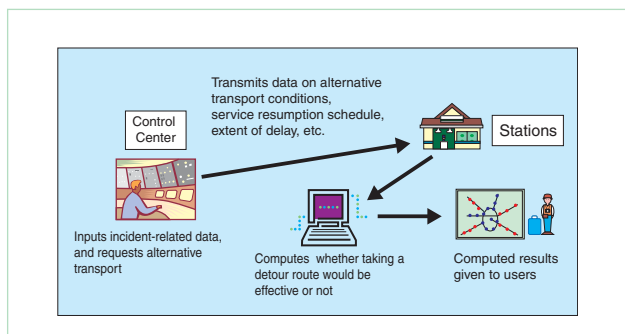 Transmits data on alternative
transport conditions,
service resumption schedule,
extent of delay, etc.
Control
Center
Stations
Inputs incident-related data,
and requests alternative
transport
Computes whether taking a
detour route would be
effective or not
Computed results
given to users